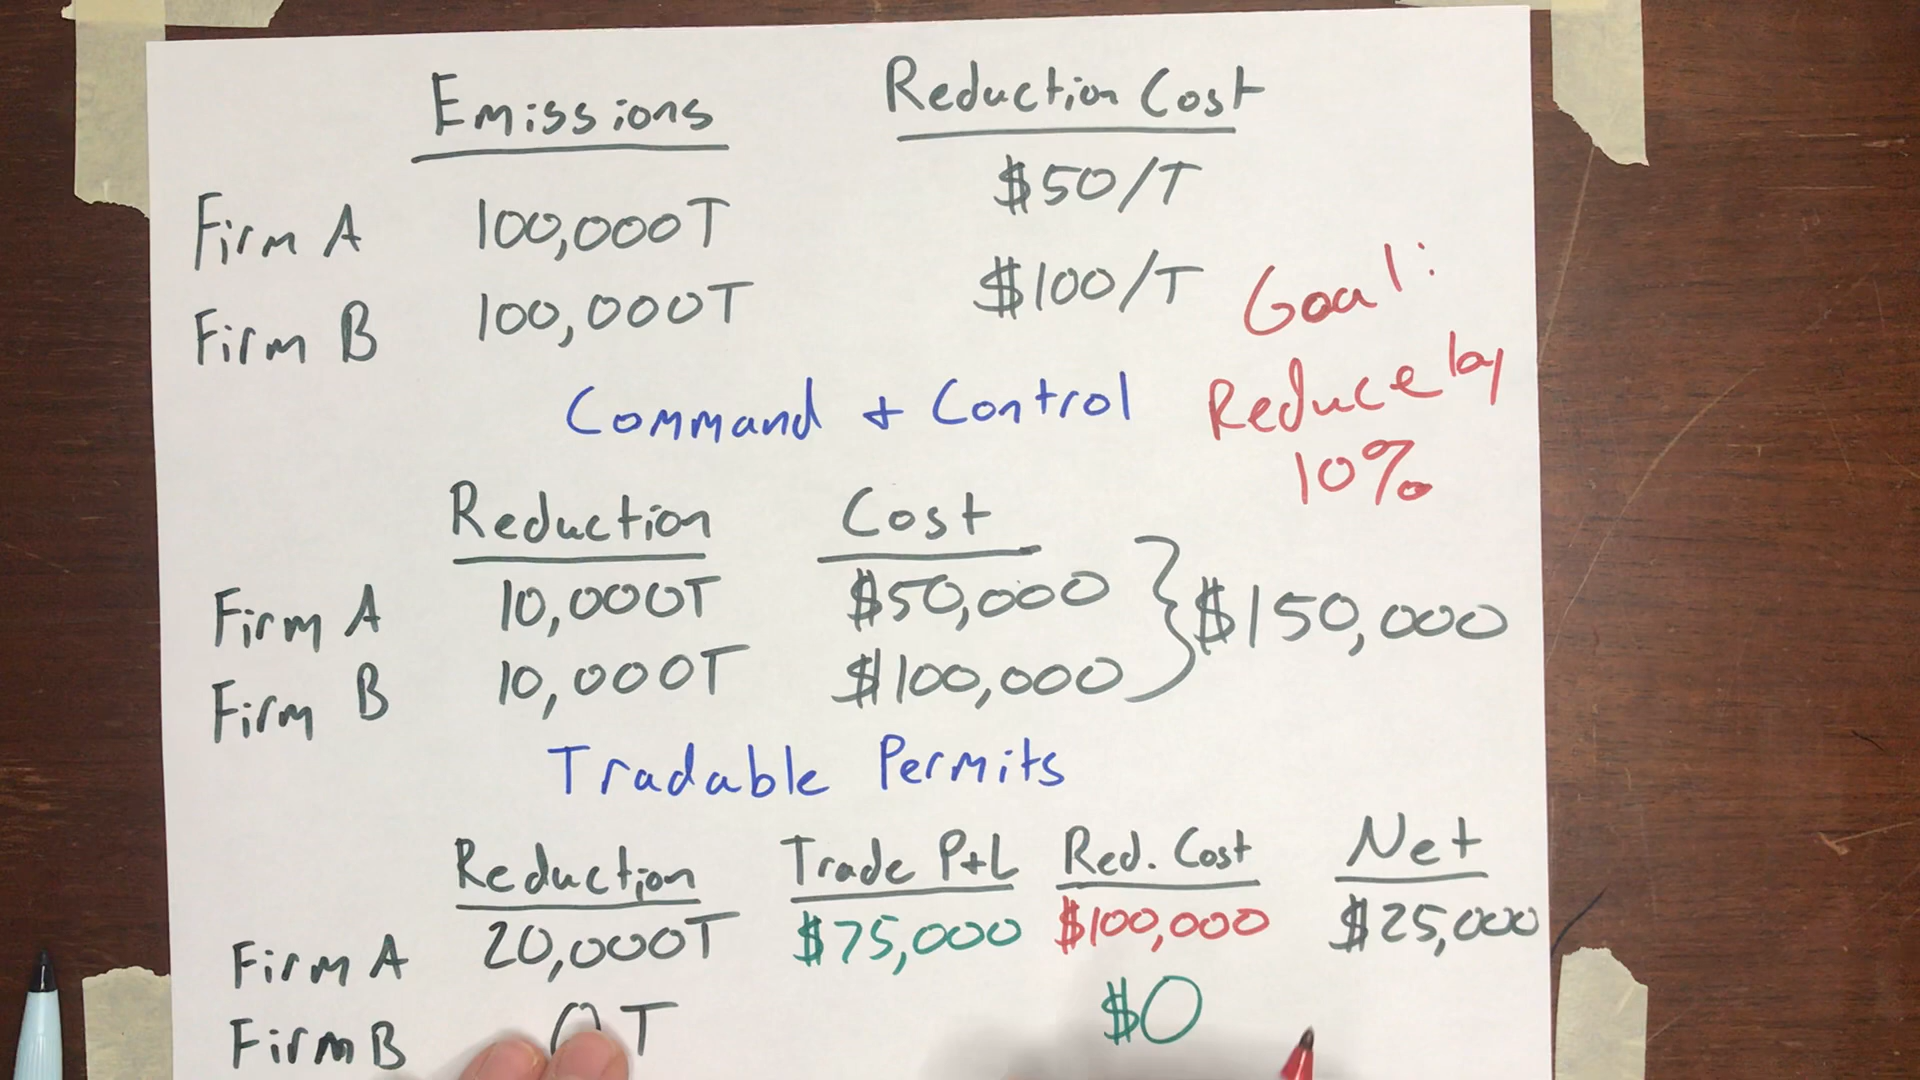 Emissions Reduction Cost
Firm A 100,000T $50/T
Firm B 100,000T $100/T
Goal:
Reduce by
10%
Command + Control
Reduction Cost
Firm A 10,000T $50,000
Firm B 10,000T $100,000
$150,000
Tradable Permits
Reduction Trade P+L Red. Cost Net
Firm A 20,000T $75,000 $100,000 $25,000
Firm B 0T $0